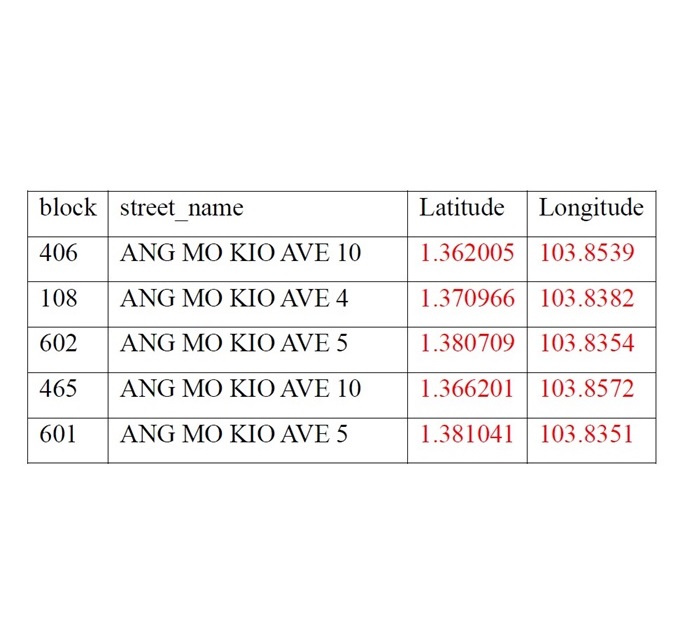 block street_name Latitude Longitude
406 ANG MO KIO AVE 10 1.362005 103.8539
108 ANG MO KIO AVE 4 1.370966 103.8382
602 ANG MO KIO AVE 5 1.380709 103.8354
465 ANG MO KIO AVE 10 1.366201 103.8572
601 ANG MO KIO AVE 5 1.381041 103.8351